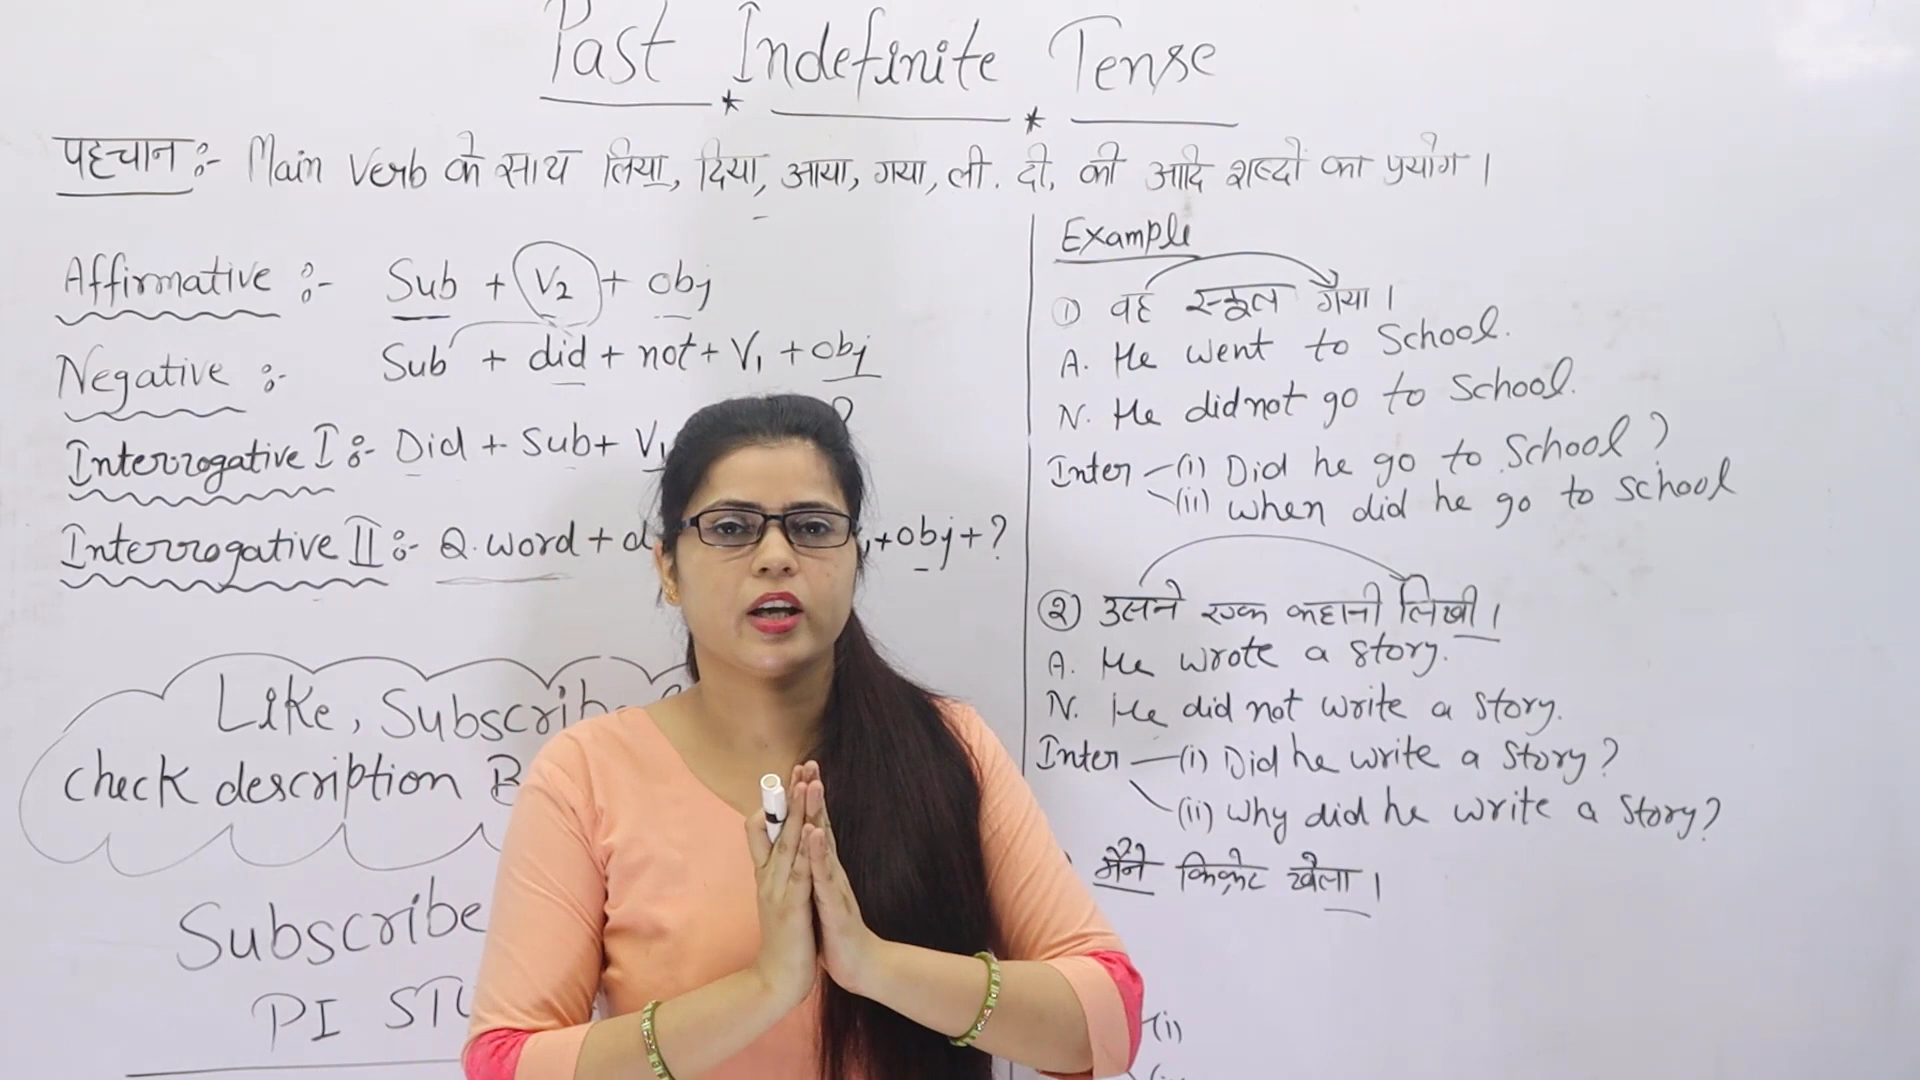 Past Indefinite Tense
पहचान :- Main Verb के साथ लिया, दिया, आया, गया, ली, दी, की आदि शब्दों का प्रयोग।
Affirmative :- Sub + V2 + obj
Negative :- Sub + did + not + V1 + obj
Interrogative I :- Did + Sub + V1 ?
Interrogative II :- Q. word + +obj+?
Like, Subscribe
check description
Subscribe
PI
Example
① वह स्कूल गया।
A. He went to School.
N. He did not go to School.
Inter (i) Did he go to School?
(ii) When did he go to school
② उसने एक कहानी लिखी।
A. He wrote a story.
N. He did not write a story.
Inter (i) Did he write a story?
(ii) Why did he write a story?
मैंने क्रिकेट खेला।
(i)